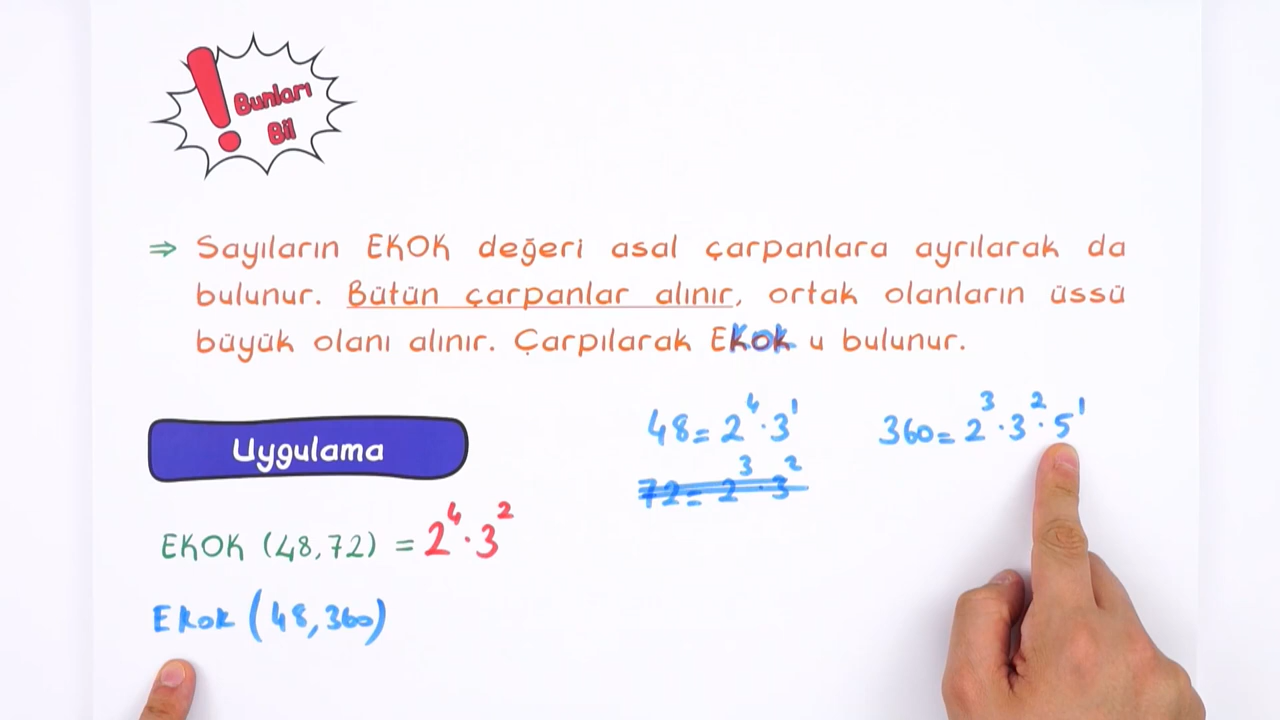 Bunları
Bil
⇒ Sayıların EKOK değeri asal çarpanlara ayrılarak da
bulunur. Bütün çarpanlar alınır, ortak olanların üssü
büyük olanı alınır. Çarpılarak EKOK u bulunur.
Uygulama
48 = 2⁴ · 3¹
72 = 2³ · 3²
360 = 2³ · 3² · 5¹
EKOK (48,72) = 2⁴ · 3²
Ekok (48, 360)